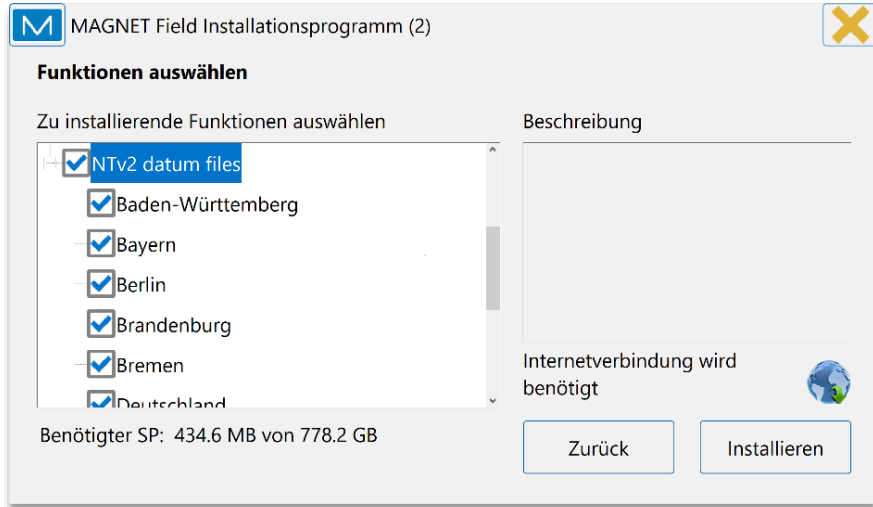 MAGNET Field Installationsprogramm (2)
Funktionen auswählen
Zu installierende Funktionen auswählen
Beschreibung
NTv2 datum files
Baden-Württemberg
Bayern
Berlin
Brandenburg
Bremen
Deutschland
Internetverbindung wird
benötigt
Benötigter SP: 434.6 MB von 778.2 GB
Zurück
Installieren